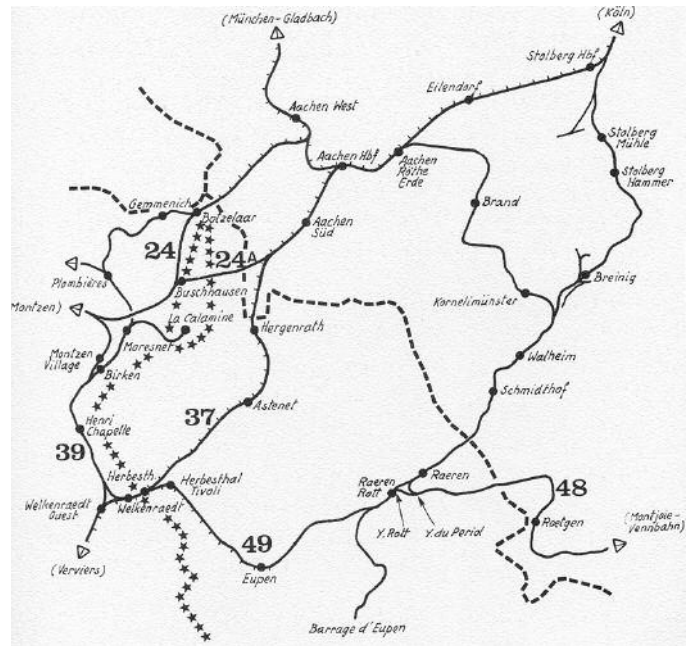 (München-Gladbach)
(Köln)
Stolberg Hbf
Eilendorf
Aachen West
Stolberg
Mühle
Aachen Hbf
Aachen
Röthe
Erde
Stolberg
Hammer
Gemmenich
Botzelaar
Brand
Aachen
Süd
24
24A
Plombières
Buschhausen
Breinig
Montzen)
La Calamine
Kornelimünster
Hergenrath
Moresnet
Montzen
Village
Walheim
Birken
Schmidthof
37
Astenet
Henri
Chapelle
39
Herbesth.
Herbesthal
Tivoli
Raeren
Raeren
Rott
48
Welkenraedt
Welkenraedt
Ouest
Y.Rott
Y.du Periol
Roetgen
(Montjoie-
Vennbahn)
49
(Verviers)
Eupen
Barrage d'Eupen